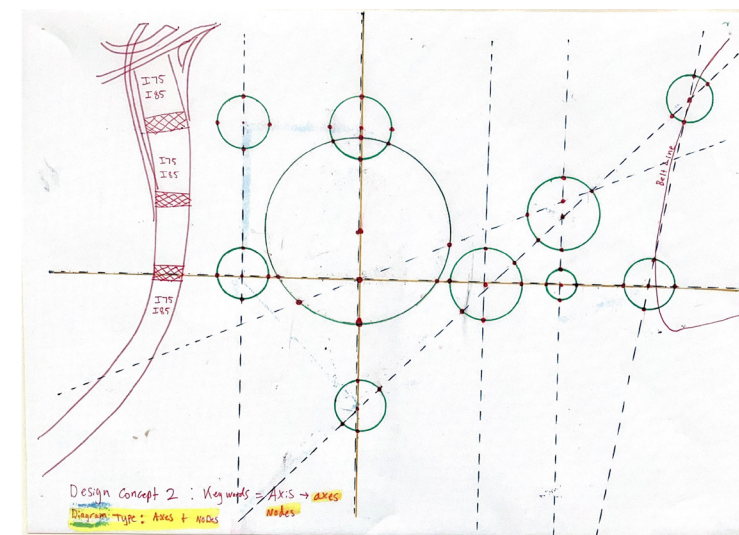 I75
I85
I75
I85
I75
I85
Belt Line
Design Concept 2 : Key words = Axis → axes
Nodes
Diagram Type : Axes + Nodes